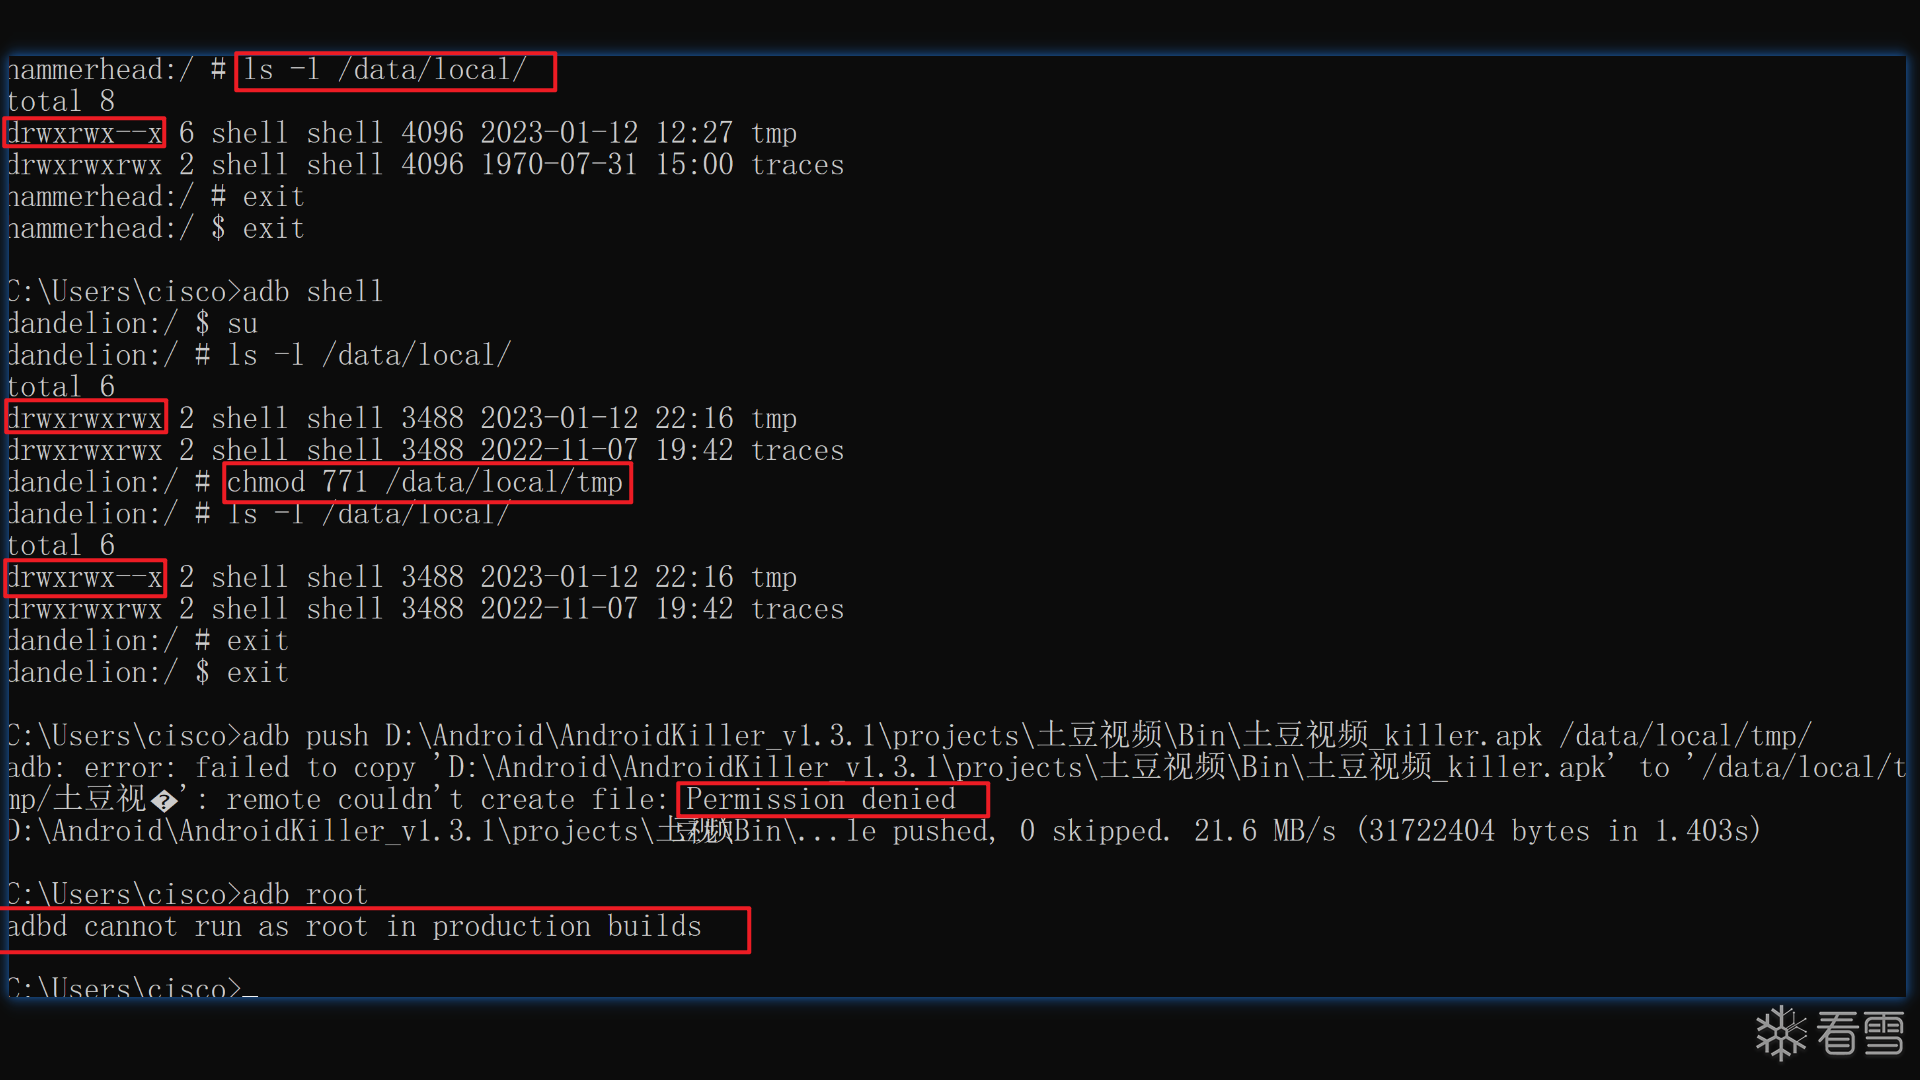 hammerhead:/ # ls -l /data/local/
total 8
drwxrwx--x 6 shell shell 4096 2023-01-12 12:27 tmp
drwxrwxrwx 2 shell shell 4096 1970-07-31 15:00 traces
hammerhead:/ # exit
hammerhead:/ $ exit
C:\Users\cisco>adb shell
dandelion:/ $ su
dandelion:/ # ls -l /data/local/
total 6
drwxrwxrwx 2 shell shell 3488 2023-01-12 22:16 tmp
drwxrwxrwx 2 shell shell 3488 2022-11-07 19:42 traces
dandelion:/ # chmod 771 /data/local/tmp
dandelion:/ # ls -l /data/local/
total 6
drwxrwx--x 2 shell shell 3488 2023-01-12 22:16 tmp
drwxrwxrwx 2 shell shell 3488 2022-11-07 19:42 traces
dandelion:/ # exit
dandelion:/ $ exit
C:\Users\cisco>adb push D:\Android\AndroidKiller_v1.3.1\projects\土豆视频\Bin\土豆视频_killer.apk /data/local/tmp/
adb: error: failed to copy 'D:\Android\AndroidKiller_v1.3.1\projects\土豆视频\Bin\土豆视频_killer.apk' to '/data/local/t
mp/土豆视�': remote couldn't create file: Permission denied
D:\Android\AndroidKiller_v1.3.1\projects\土豆视频\Bin\...le pushed, 0 skipped. 21.6 MB/s (31722404 bytes in 1.403s)
C:\Users\cisco>adb root
adbd cannot run as root in production builds
C:\Users\cisco>_
看雪